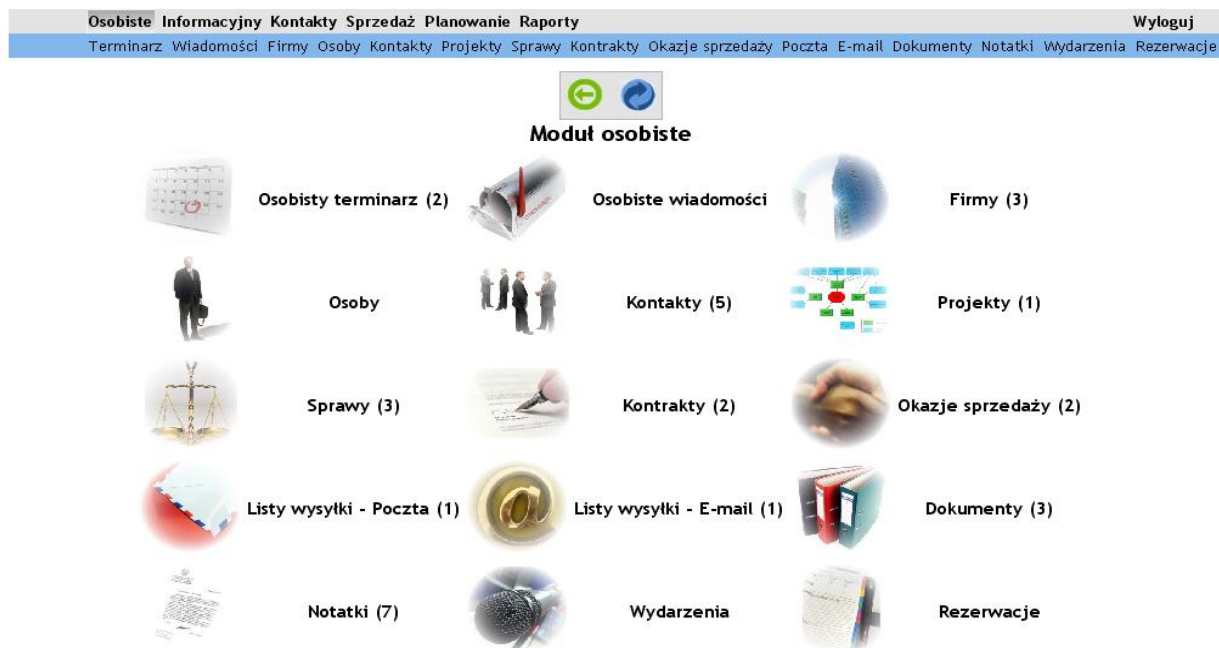 Osobiste Informacyjny Kontakty Sprzedaż Planowanie Raporty Wyloguj
Terminarz Wiadomości Firmy Osoby Kontakty Projekty Sprawy Kontrakty Okazje sprzedaży Poczta E-mail Dokumenty Notatki Wydarzenia Rezerwacje
Moduł osobiste
Osobisty terminarz (2) Osobiste wiadomości Firmy (3)
Osoby Kontakty (5) Projekty (1)
Sprawy (3) Kontrakty (2) Okazje sprzedaży (2)
Listy wysyłki - Poczta (1) Listy wysyłki - E-mail (1) Dokumenty (3)
Notatki (7) Wydarzenia Rezerwacje